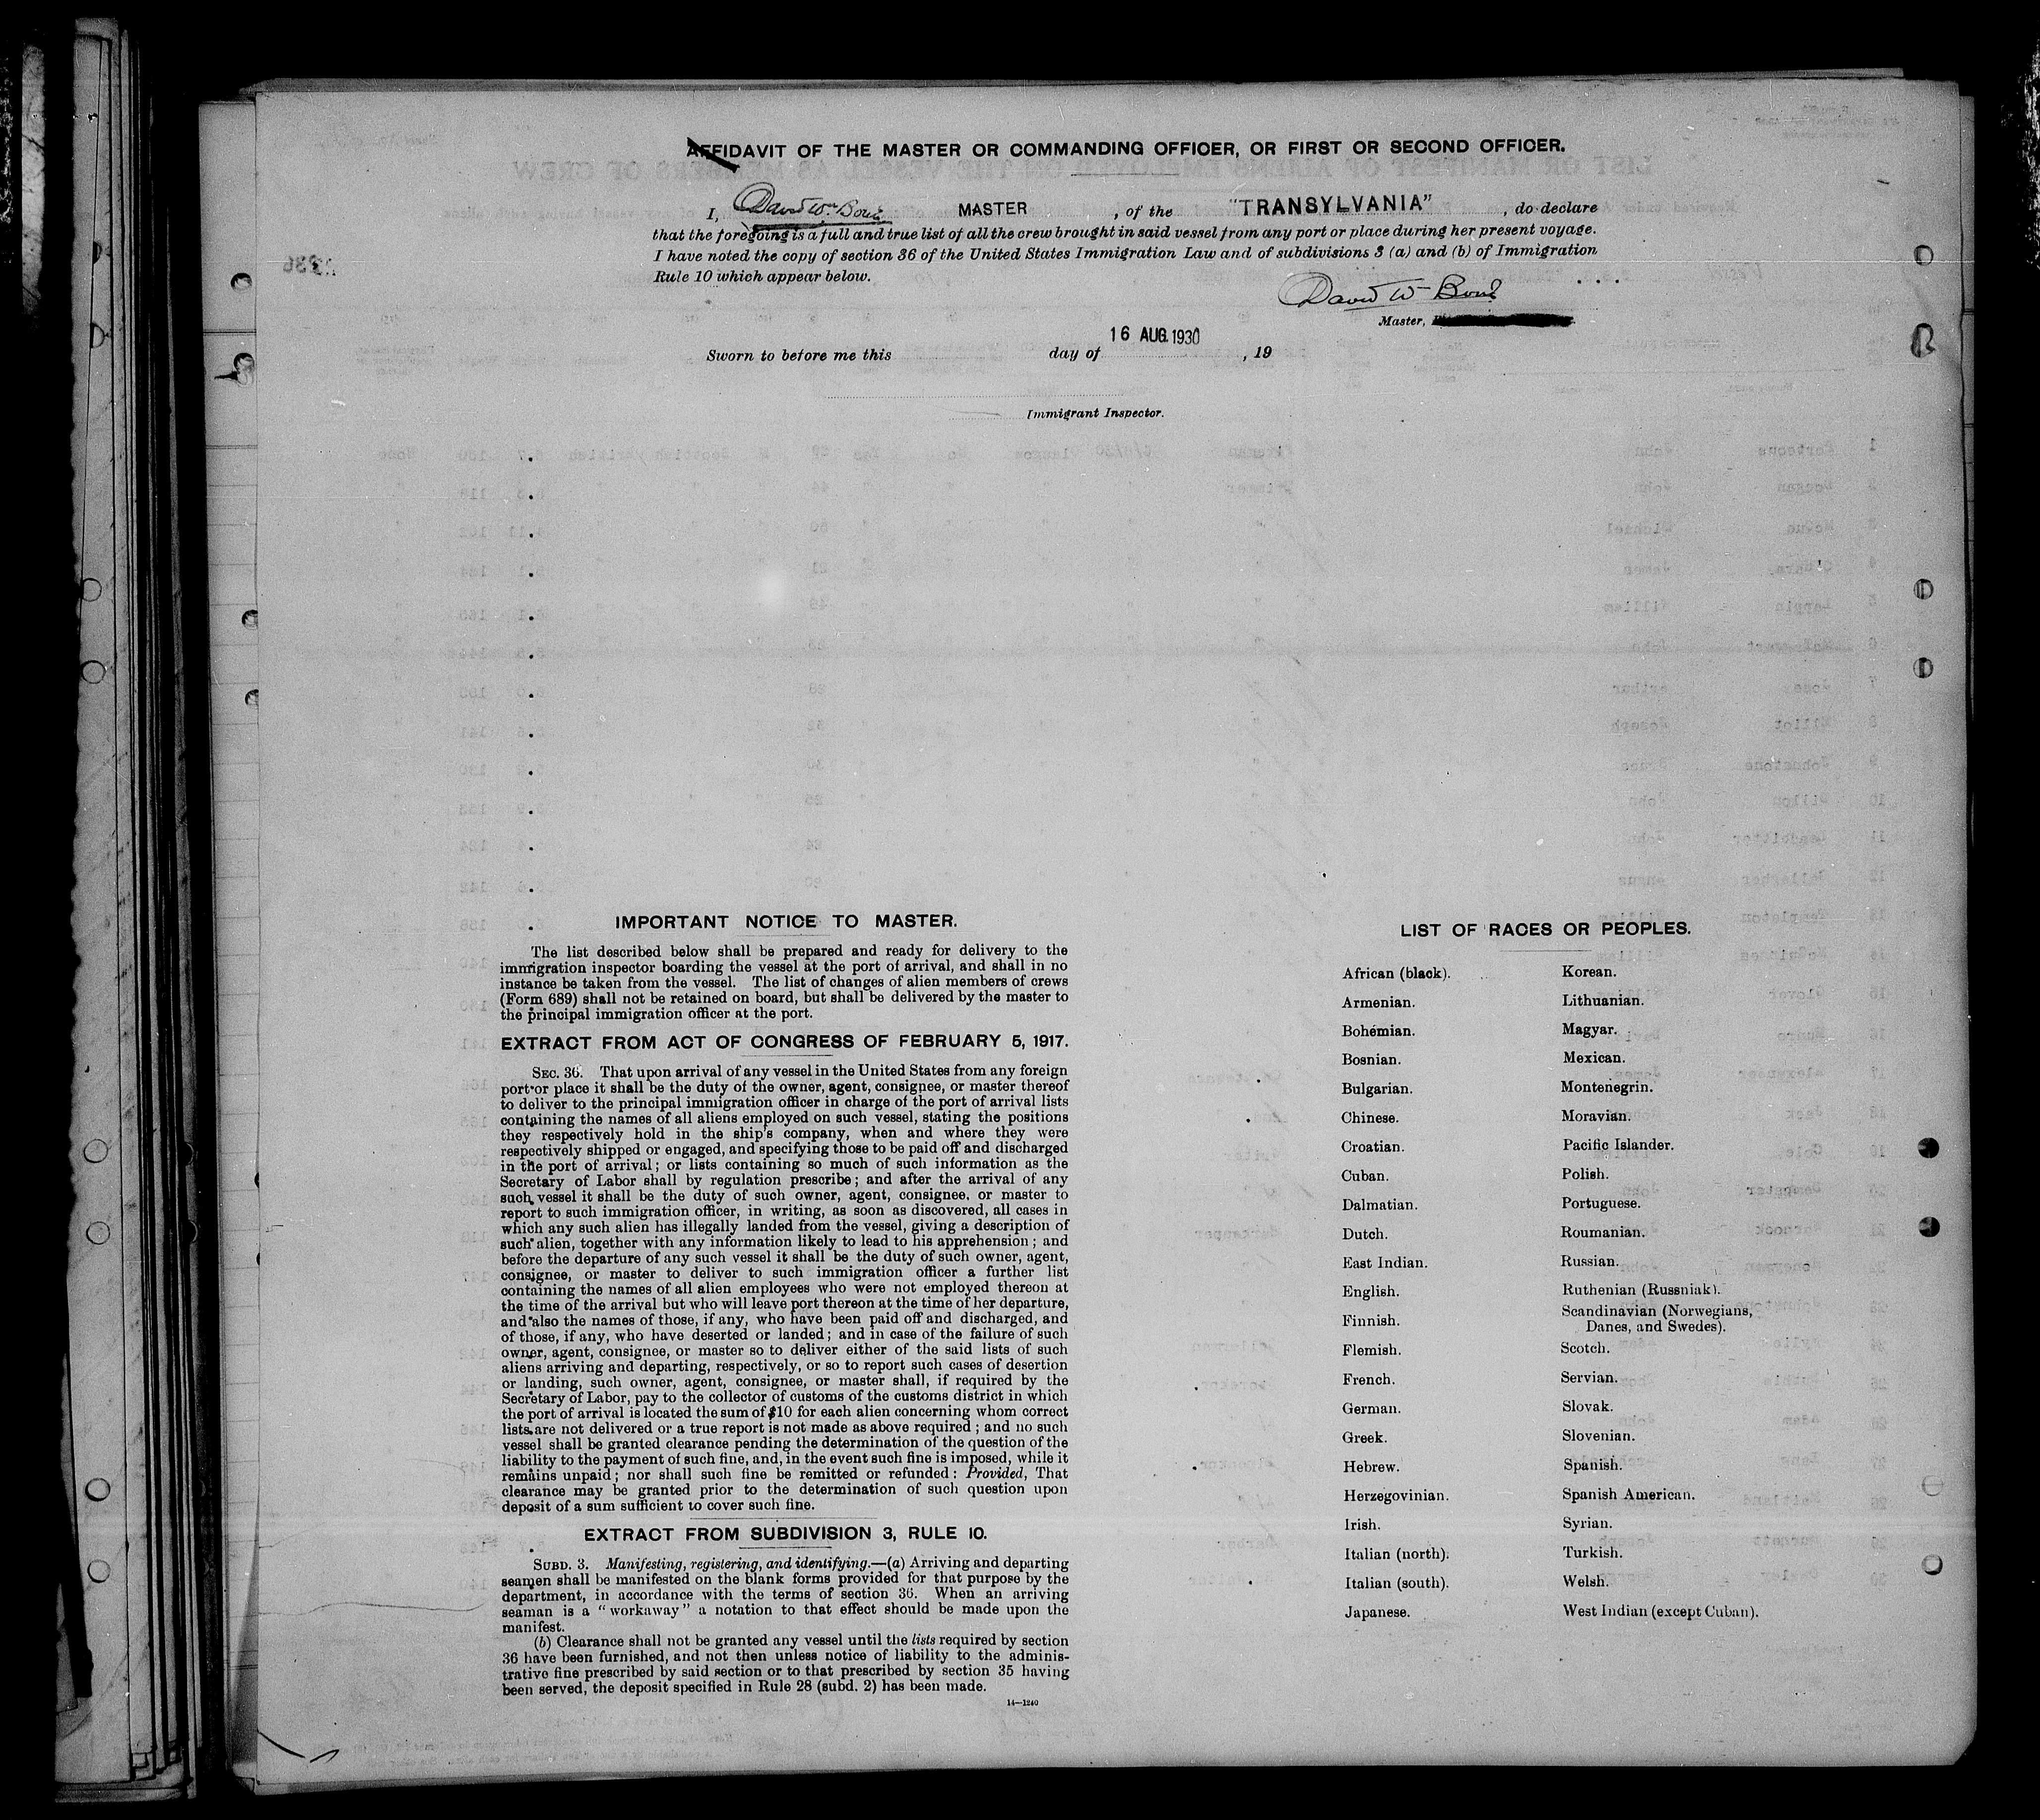 AFFIDAVIT OF THE MASTER OR COMMANDING OFFICER, OR FIRST OR SECOND OFFICER.
I, David Wm. MASTER, of the "TRANSYLVANIA", do declare
that the foregoing is a full and true list of all the crew brought in said vessel from any port or place during her present voyage.
I have noted the copy of section 36 of the United States Immigration Law and of subdivisions 3 (a) and (b) of Immigration
Rule 10 which appear below.
David W
Master,
16 AUG. 1930
Sworn to before me this day of , 19
Immigrant Inspector.
IMPORTANT NOTICE TO MASTER.
The list described below shall be prepared and ready for delivery to the
immigration inspector boarding the vessel at the port of arrival, and shall in no
instance be taken from the vessel. The list of changes of alien members of crews
(Form 689) shall not be retained on board, but shall be delivered by the master to
the principal immigration officer at the port.
EXTRACT FROM ACT OF CONGRESS OF FEBRUARY 5, 1917.
SEC. 36. That upon arrival of any vessel in the United States from any foreign
port or place it shall be the duty of the owner, agent, consignee, or master thereof
to deliver to the principal immigration officer in charge of the port of arrival lists
containing the names of all aliens employed on such vessel, stating the positions
they respectively hold in the ship's company, when and where they were
respectively shipped or engaged, and specifying those to be paid off and discharged
in the port of arrival; or lists containing so much of such information as the
Secretary of Labor shall by regulation prescribe; and after the arrival of any
such vessel it shall be the duty of such owner, agent, consignee, or master to
report to such immigration officer, in writing, as soon as discovered, all cases in
which any such alien has illegally landed from the vessel, giving a description of
such alien, together with any information likely to lead to his apprehension; and
before the departure of any such vessel it shall be the duty of such owner, agent,
consignee, or master to deliver to such immigration officer a further list
containing the names of all alien employees who were not employed thereon at
the time of the arrival but who will leave port thereon at the time of her departure,
and also the names of those, if any, who have been paid off and discharged, and
of those, if any, who have deserted or landed; and in case of the failure of such
owner, agent, consignee, or master so to deliver either of the said lists of such
aliens arriving and departing, respectively, or so to report such cases of desertion
or landing, such owner, agent, consignee, or master shall, if required by the
Secretary of Labor, pay to the collector of customs of the customs district in which
the port of arrival is located the sum of $10 for each alien concerning whom correct
lists are not delivered or a true report is not made as above required; and no such
vessel shall be granted clearance pending the determination of the question of the
liability to the payment of such fine, and, in the event such fine is imposed, while it
remains unpaid; nor shall such fine be remitted or refunded: Provided, That
clearance may be granted prior to the determination of such question upon
deposit of a sum sufficient to cover such fine.
EXTRACT FROM SUBDIVISION 3, RULE 10.
SUBD. 3. Manifesting, registering, and identifying.—(a) Arriving and departing
seamen shall be manifested on the blank forms provided for that purpose by the
department, in accordance with the terms of section 36. When an arriving
seaman is a "workaway" a notation to that effect should be made upon the
manifest.
(b) Clearance shall not be granted any vessel until the lists required by section
36 have been furnished, and not then unless notice of liability to the adminis-
trative fine prescribed by said section or to that prescribed by section 35 having
been served, the deposit specified in Rule 28 (subd. 2) has been made.
14—1240
LIST OF RACES OR PEOPLES.
African (black).
Armenian.
Bohemian.
Bosnian.
Bulgarian.
Chinese.
Croatian.
Cuban.
Dalmatian.
Dutch.
East Indian.
English.
Finnish.
Flemish.
French.
German.
Greek.
Hebrew.
Herzegovinian.
Irish.
Italian (north).
Italian (south).
Japanese.
Korean.
Lithuanian.
Magyar.
Mexican.
Montenegrin.
Moravian.
Pacific Islander.
Polish.
Portuguese.
Roumanian.
Russian.
Ruthenian (Russniak).
Scandinavian (Norwegians,
Danes, and Swedes).
Scotch.
Servian.
Slovak.
Slovenian.
Spanish.
Spanish American.
Syrian.
Turkish.
Welsh.
West Indian (except Cuban).